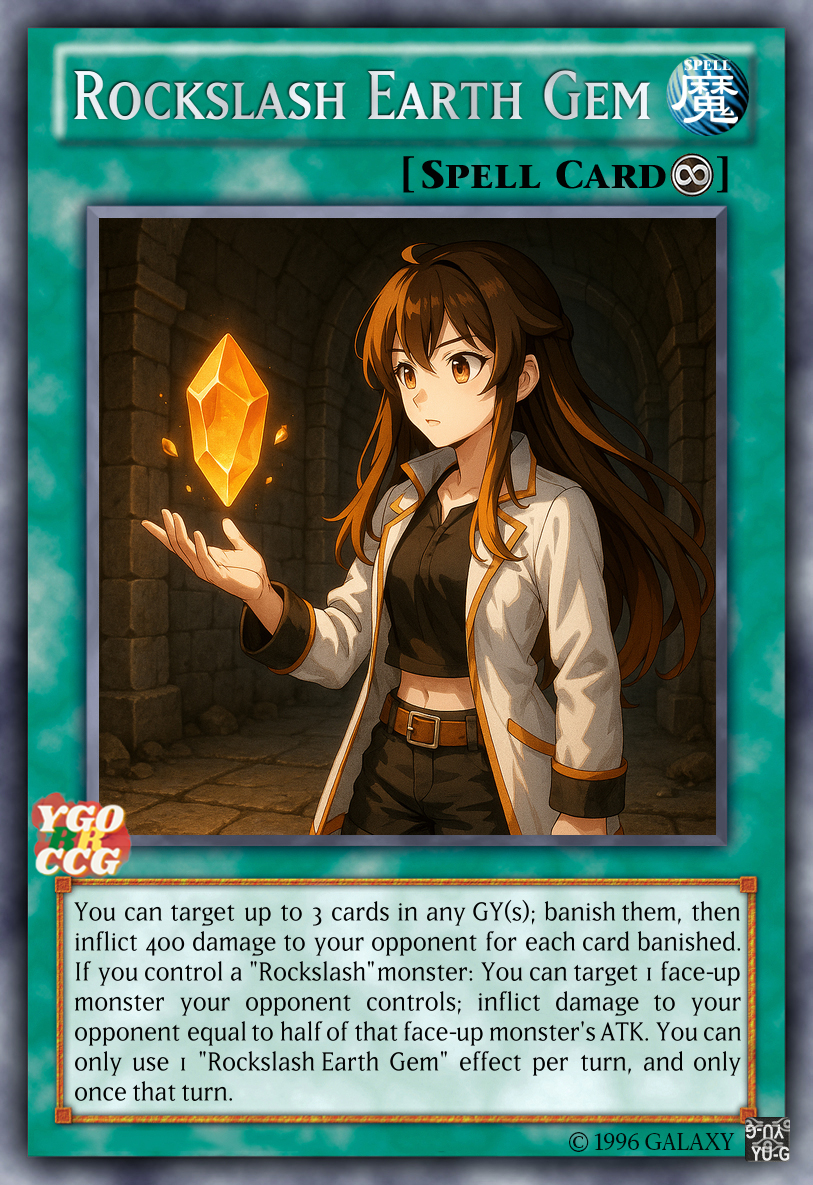 Rockslash Earth Gem
SPELL
魔
[Spell Card∞]
YGO
BR
CCG
You can target up to 3 cards in any GY(s); banish them, then
inflict 400 damage to your opponent for each card banished.
If you control a "Rockslash" monster: You can target 1 face-up
monster your opponent controls; inflict damage to your
opponent equal to half of that face-up monster's ATK. You can
only use 1 "Rockslash Earth Gem" effect per turn, and only
once that turn.
© 1996 GALAXY
YU-G